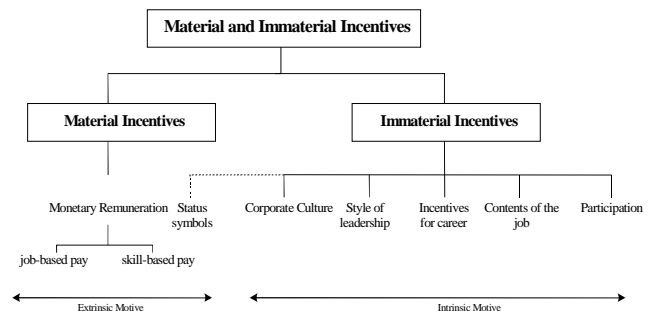 Material and Immaterial Incentives
Material Incentives
Immaterial Incentives
Monetary Remuneration
Status
symbols
Corporate Culture
Style of
leadership
Incentives
for career
Contents of the
job
Participation
job-based pay
skill-based pay
Extrinsic Motive
Intrinsic Motive